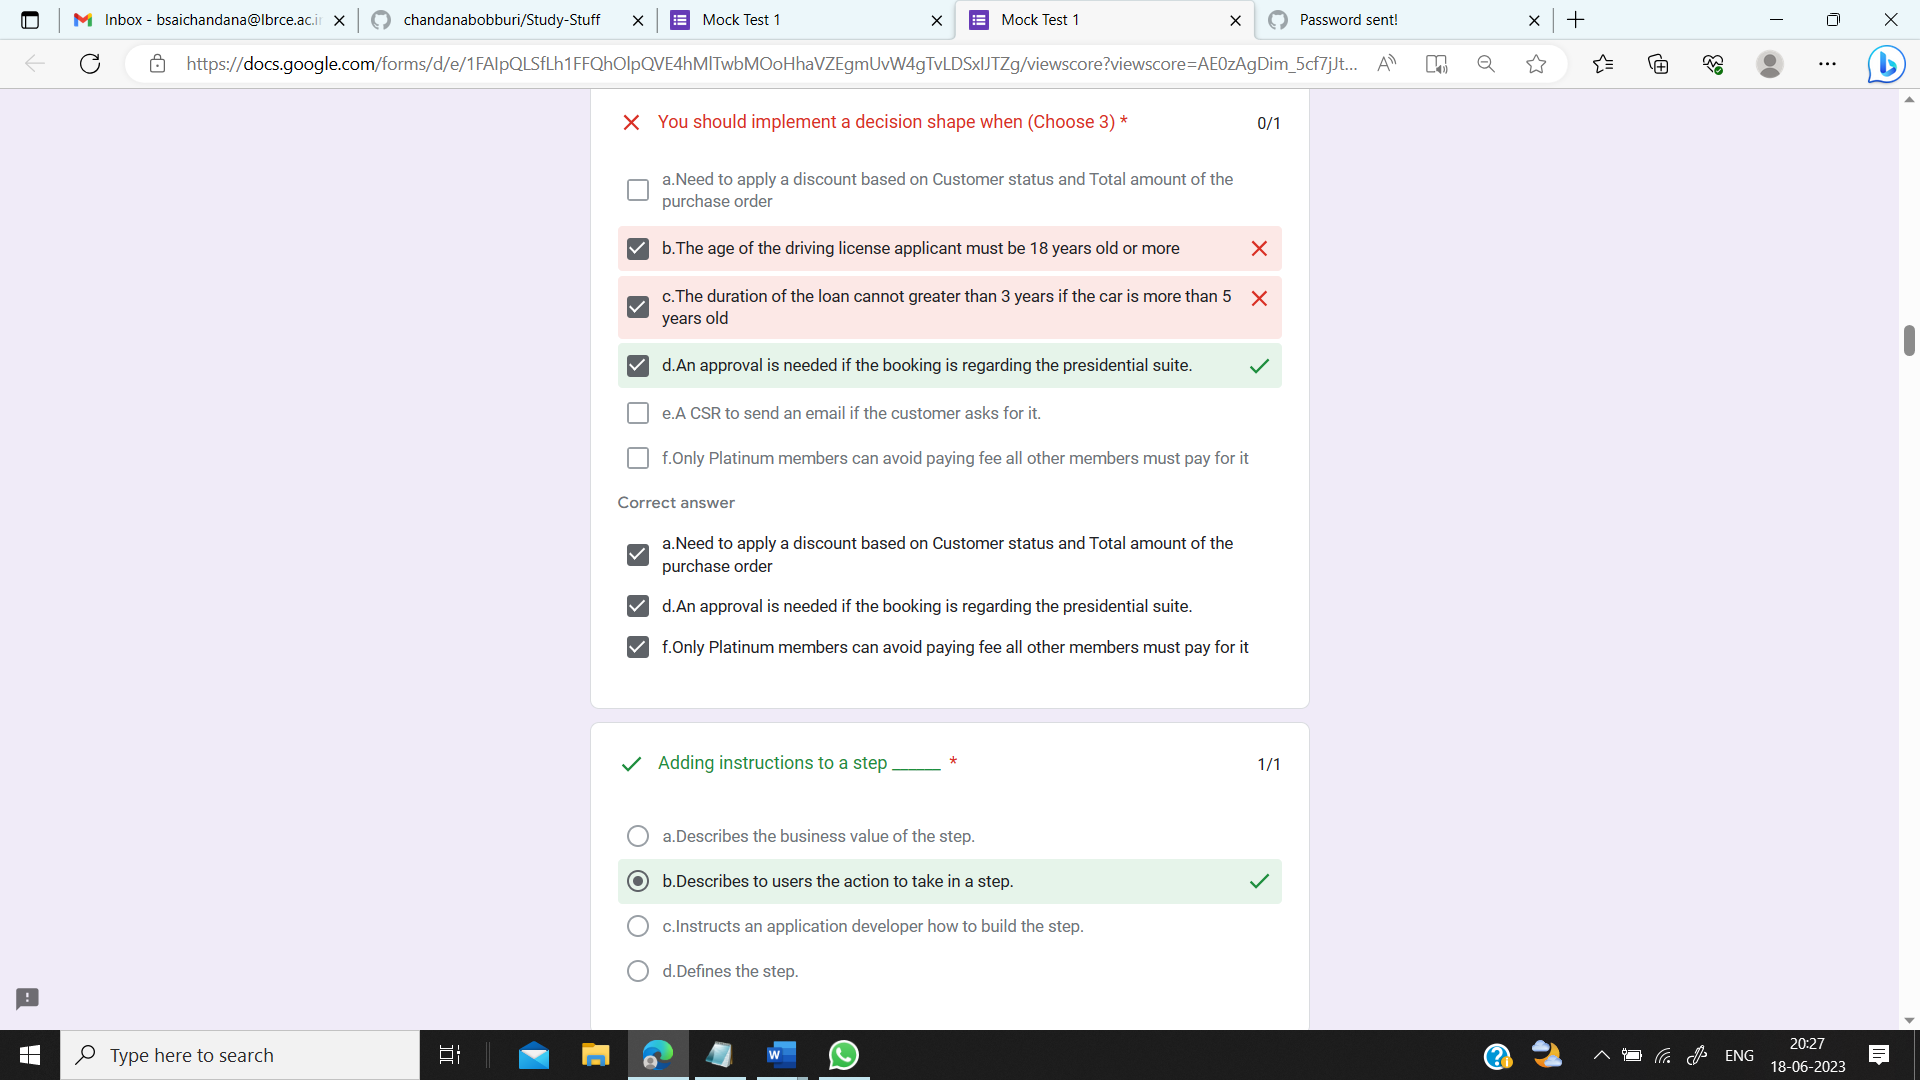 Inbox - bsaichandana@lbrce.ac.in
chandanabobburi/Study-Stuff
Mock Test 1
Mock Test 1
Password sent!
https://docs.google.com/forms/d/e/1FAIpQLSfLh1FFQhOlpQVE4hMlTwbMOoHhaVZEgmUvW4gTvLDSxIJTZg/viewscore?viewscore=AE0zAgDim_5cf7jJt...
You should implement a decision shape when (Choose 3) *
0/1
a.Need to apply a discount based on Customer status and Total amount of the
purchase order
b.The age of the driving license applicant must be 18 years old or more
c.The duration of the loan cannot greater than 3 years if the car is more than 5
years old
d.An approval is needed if the booking is regarding the presidential suite.
e.A CSR to send an email if the customer asks for it.
f.Only Platinum members can avoid paying fee all other members must pay for it
Correct answer
a.Need to apply a discount based on Customer status and Total amount of the
purchase order
d.An approval is needed if the booking is regarding the presidential suite.
f.Only Platinum members can avoid paying fee all other members must pay for it
Adding instructions to a step ______ *
1/1
a.Describes the business value of the step.
b.Describes to users the action to take in a step.
c.Instructs an application developer how to build the step.
d.Defines the step.
Type here to search
ENG
20:27
18-06-2023